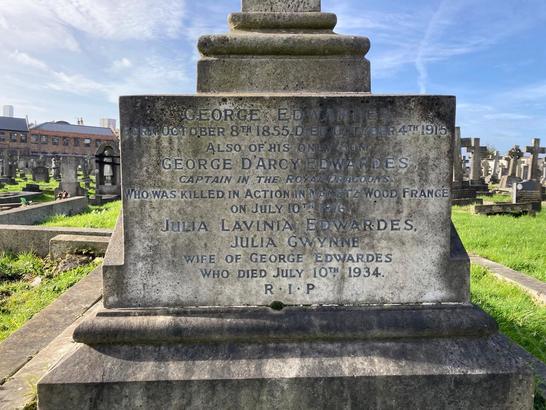 GEORGE EDWARDES
BORN OCTOBER 8TH 1855. DIED OCTOBER 4TH 1915.
ALSO OF HIS ONLY SON
GEORGE D'ARCY EDWARDES,
CAPTAIN IN THE ROYAL DRAGOONS
WHO WAS KILLED IN ACTION IN MAMETZ WOOD FRANCE
ON JULY 10TH 1916.
JULIA LAVINIA EDWARDES,
JULIA GWYNNE
WIFE OF GEORGE EDWARDES
WHO DIED JULY 10TH 1934.
R·I·P